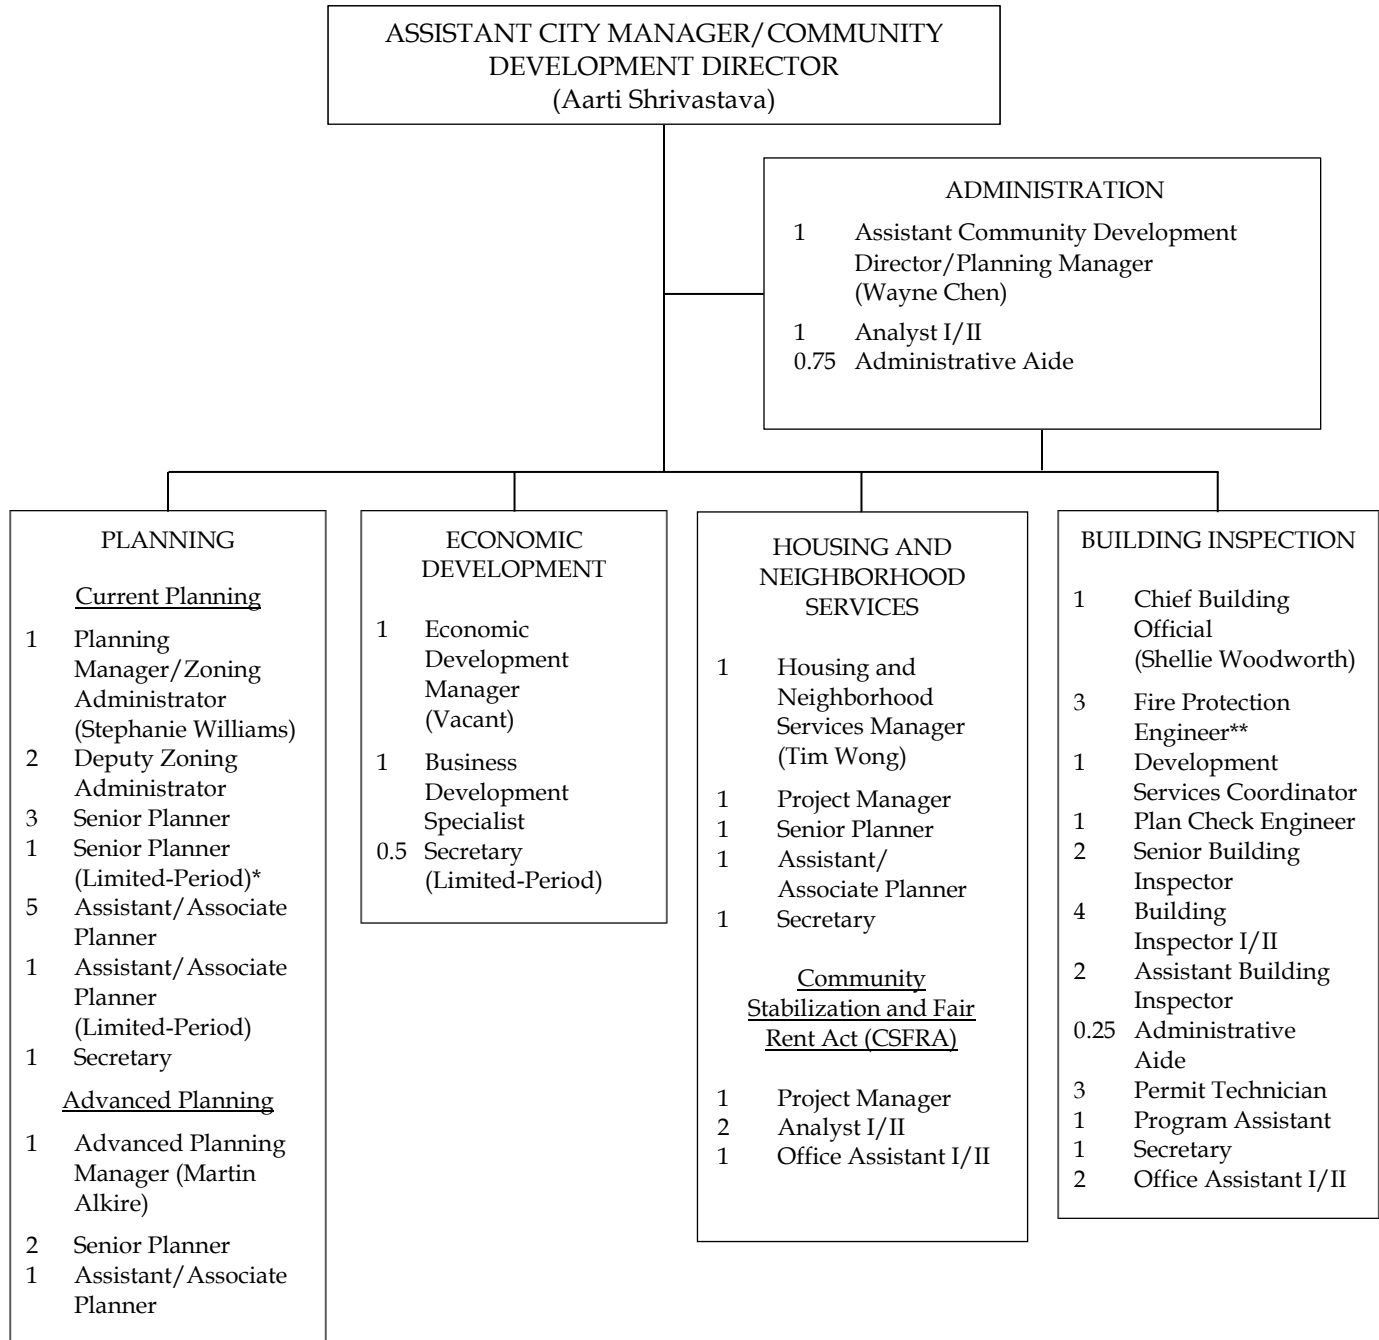 ASSISTANT CITY MANAGER/COMMUNITY
DEVELOPMENT DIRECTOR
(Aarti Shrivastava)
ADMINISTRATION
1 Assistant Community Development
Director/Planning Manager
(Wayne Chen)
1 Analyst I/II
0.75 Administrative Aide
PLANNING
Current Planning
1 Planning
Manager/Zoning
Administrator
(Stephanie Williams)
2 Deputy Zoning
Administrator
3 Senior Planner
1 Senior Planner
(Limited-Period)*
5 Assistant/Associate
Planner
1 Assistant/Associate
Planner
(Limited-Period)
1 Secretary
Advanced Planning
1 Advanced Planning
Manager (Martin
Alkire)
2 Senior Planner
1 Assistant/Associate
Planner
ECONOMIC
DEVELOPMENT
1 Economic
Development
Manager
(Vacant)
1 Business
Development
Specialist
0.5 Secretary
(Limited-Period)
HOUSING AND
NEIGHBORHOOD
SERVICES
1 Housing and
Neighborhood
Services Manager
(Tim Wong)
1 Project Manager
1 Senior Planner
1 Assistant/
Associate Planner
1 Secretary
Community
Stabilization and Fair
Rent Act (CSFRA)
1 Project Manager
2 Analyst I/II
1 Office Assistant I/II
BUILDING INSPECTION
1 Chief Building
Official
(Shellie Woodworth)
3 Fire Protection
Engineer**
1 Development
Services Coordinator
1 Plan Check Engineer
2 Senior Building
Inspector
4 Building
Inspector I/II
2 Assistant Building
Inspector
0.25 Administrative
Aide
3 Permit Technician
1 Program Assistant
1 Secretary
2 Office Assistant I/II